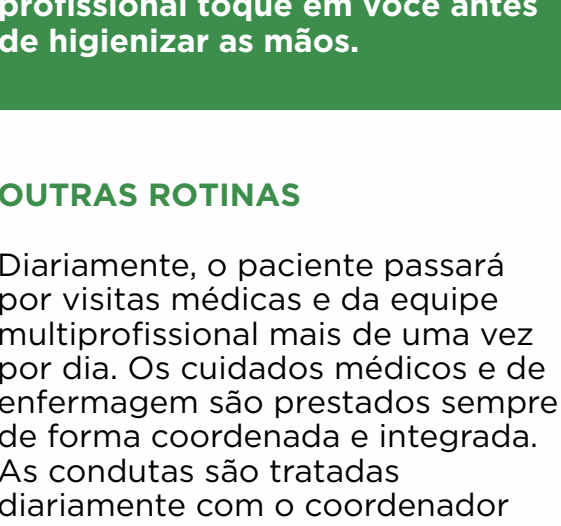 profissional toque em você antes
de higienizar as mãos.
OUTRAS ROTINAS
Diariamente, o paciente passará
por visitas médicas e da equipe
multiprofissional mais de uma vez
por dia. Os cuidados médicos e de
enfermagem são prestados sempre
de forma coordenada e integrada.
As condutas são tratadas
diariamente com o coordenador